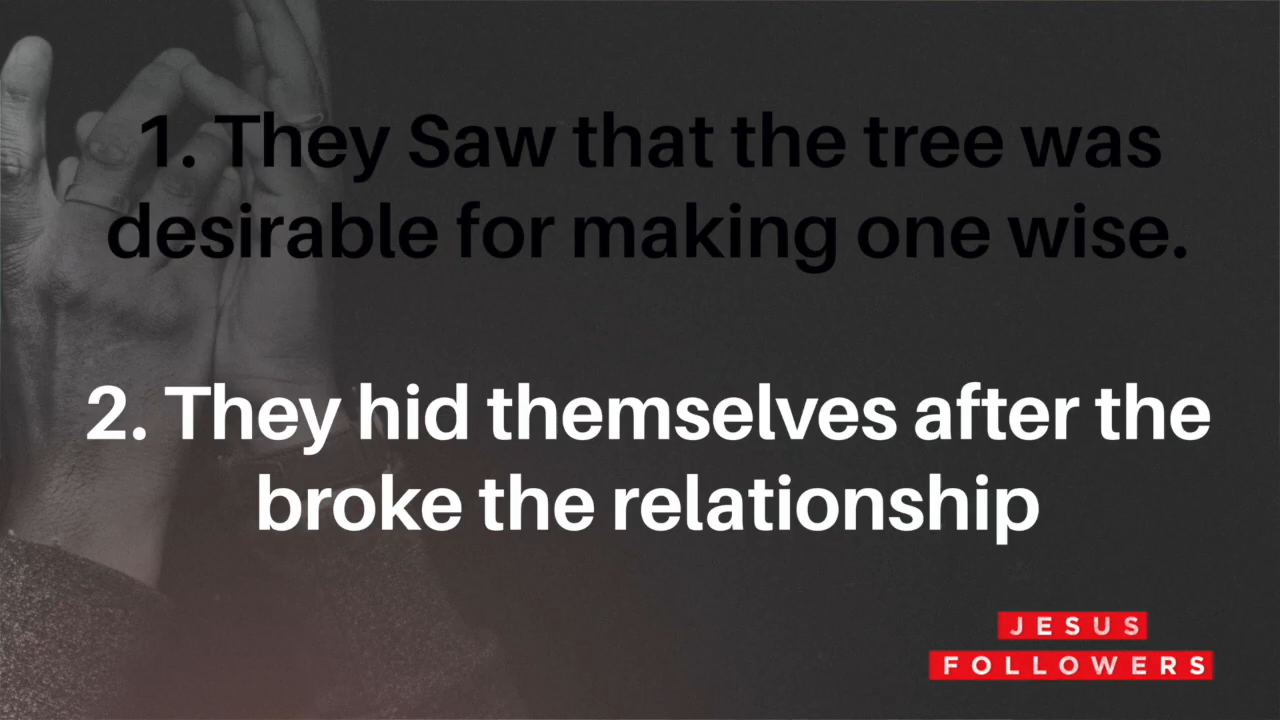 1. They Saw that the tree was
desirable for making one wise.
2. They hid themselves after the
broke the relationship
JESUS
FOLLOWERS